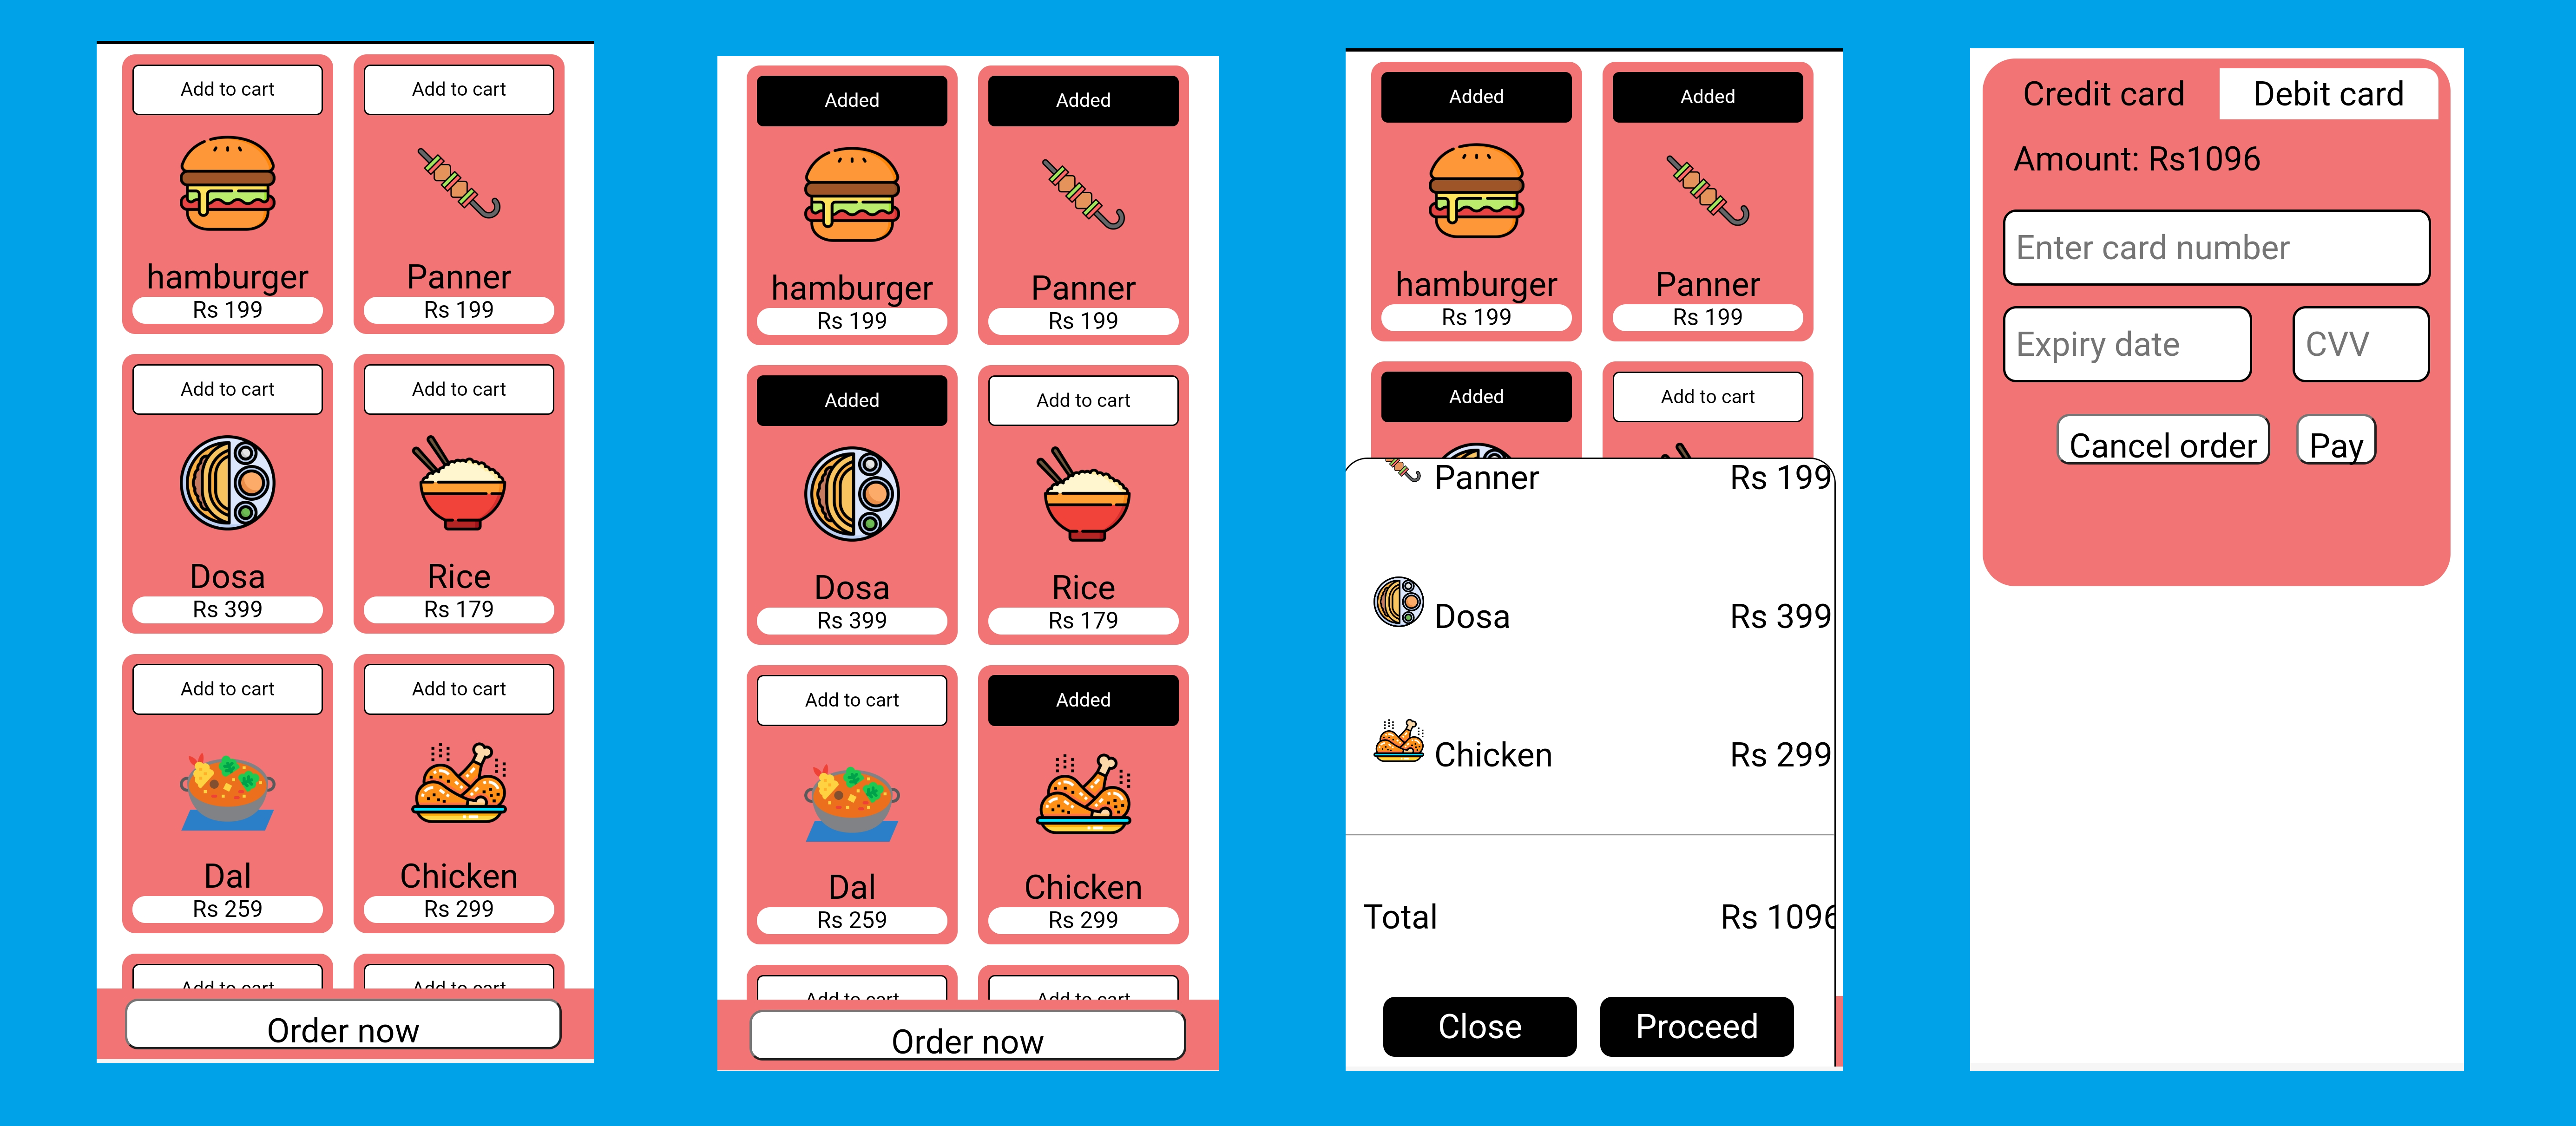 Add to cart
Add to cart
hamburger
Panner
Rs 199
Rs 199
Add to cart
Add to cart
Dosa
Rice
Rs 399
Rs 179
Add to cart
Add to cart
Dal
Chicken
Rs 259
Rs 299
Add to cart
Add to cart
Order now
Added
Added
hamburger
Panner
Rs 199
Rs 199
Added
Add to cart
Dosa
Rice
Rs 399
Rs 179
Add to cart
Added
Dal
Chicken
Rs 259
Rs 299
Add to cart
Add to cart
Order now
Added
Added
hamburger
Panner
Rs 199
Rs 199
Added
Add to cart
Panner Rs 199
Dosa Rs 399
Chicken Rs 299
Total Rs 1096
Close Proceed
Credit card Debit card
Amount: Rs1096
Enter card number
Expiry date CVV
Cancel order Pay